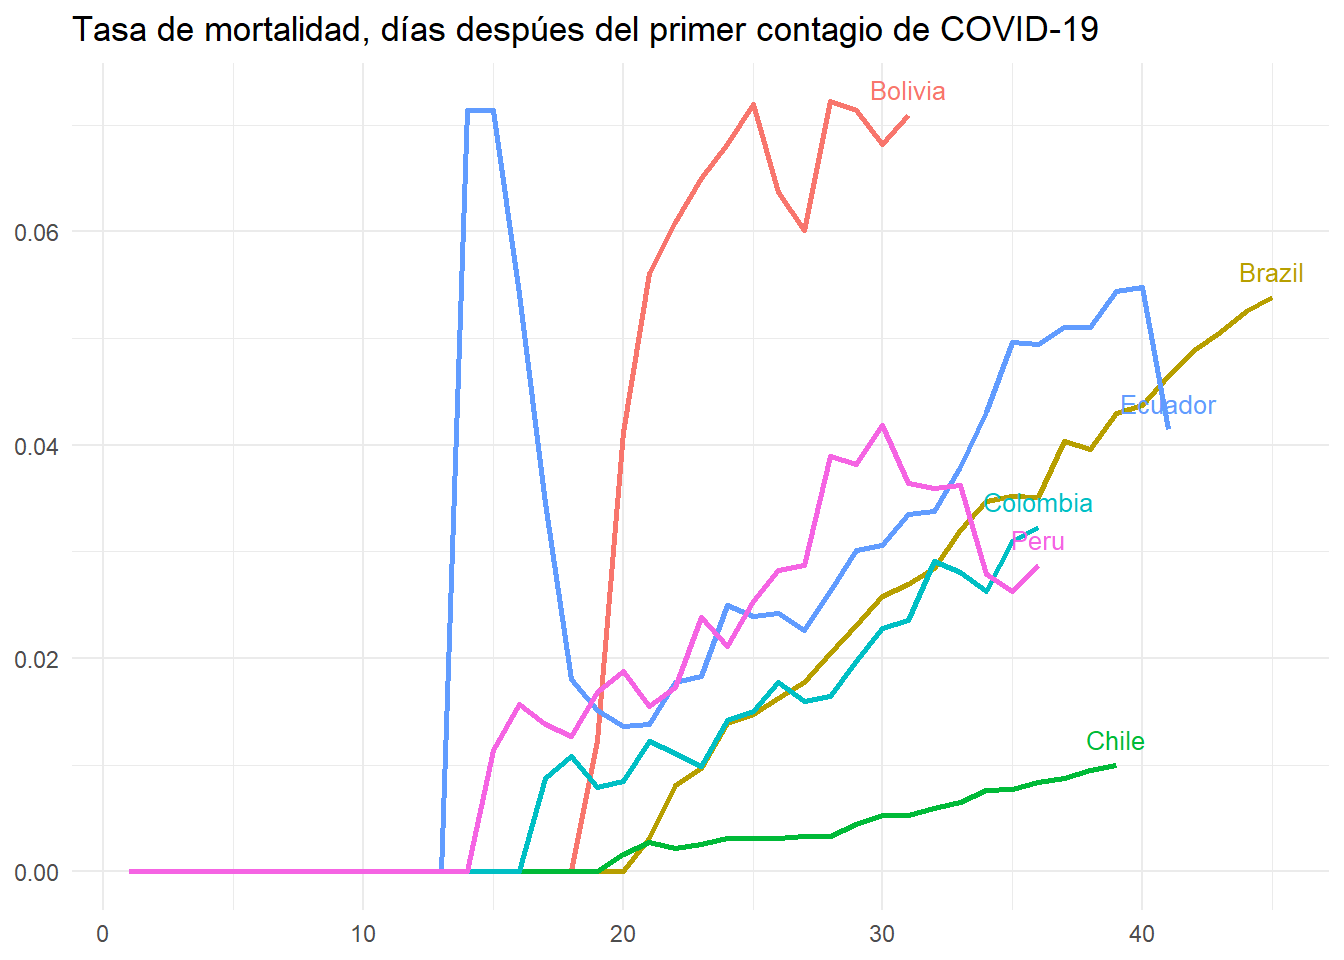 Tasa de mortalidad, días despúes del primer contagio de COVID-19
Bolivia
0.06
Brazil
Ecuador
0.04
Colombia
Peru
0.02
Chile
0.00
0 10 20 30 40